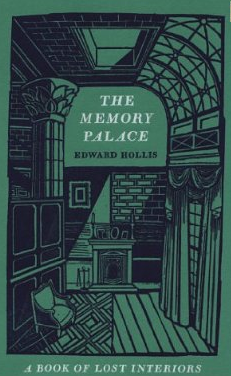 THE
MEMORY
PALACE
EDWARD HOLLIS
A BOOK OF LOST INTERIORS